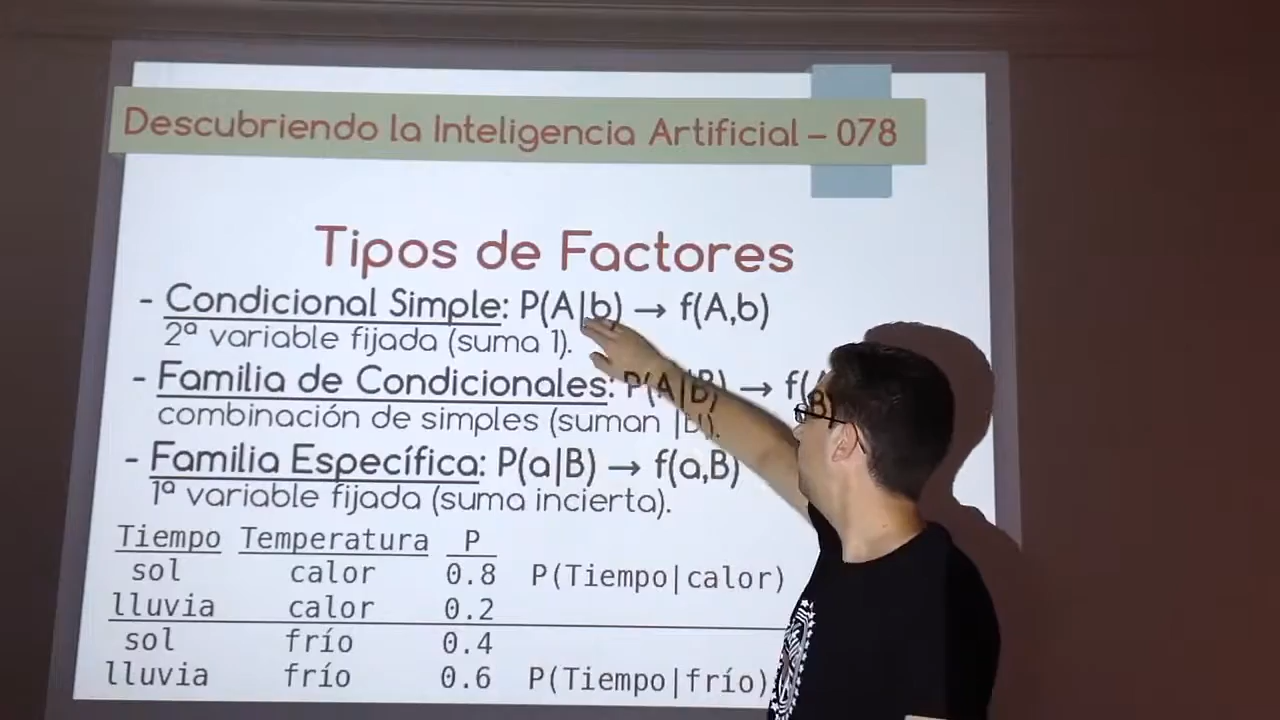 Descubriendo la Inteligencia Artificial – 078
Tipos de Factores
- Condicional Simple: P(A|b) → f(A,b)
2ª variable fijada (suma 1).
- Familia de Condicionales: P(A|B) → f(A,B)
combinación de simples (suman |B|).
- Familia Específica: P(a|B) → f(a,B)
1ª variable fijada (suma incierta).
Tiempo Temperatura P
sol calor 0.8 P(Tiempo|calor)
lluvia calor 0.2
sol frío 0.4
lluvia frío 0.6 P(Tiempo|frío)